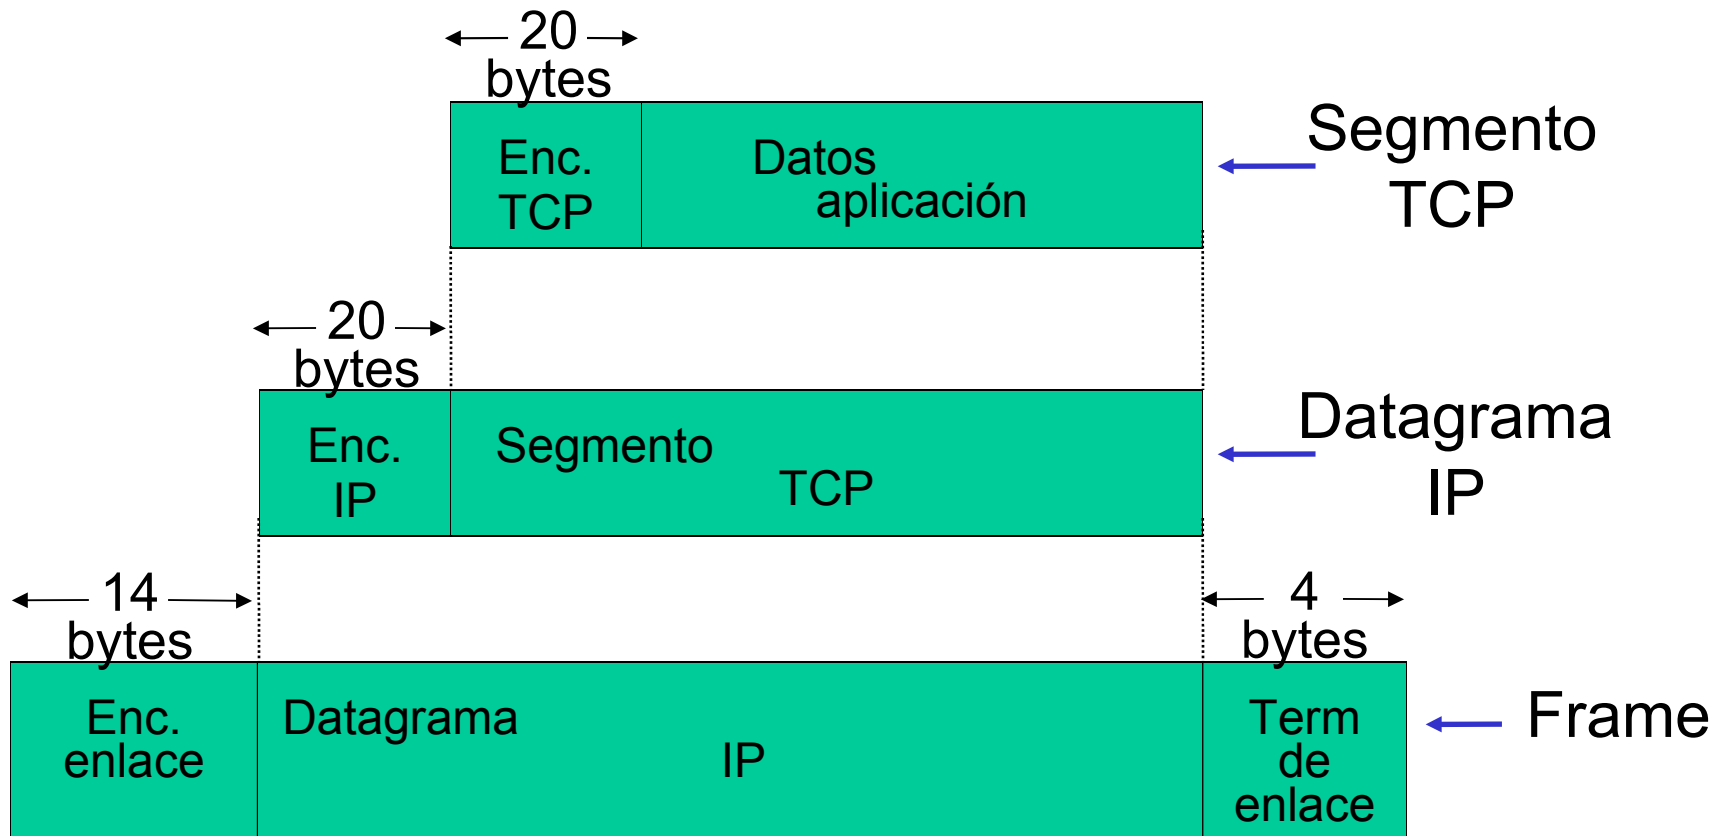 20
bytes
Enc.
TCP
Datos
aplicación
Segmento
TCP
20
bytes
Enc.
IP
Segmento
TCP
Datagrama
IP
14
bytes
4
bytes
Enc.
enlace
Datagrama
IP
Term
de
enlace
Frame